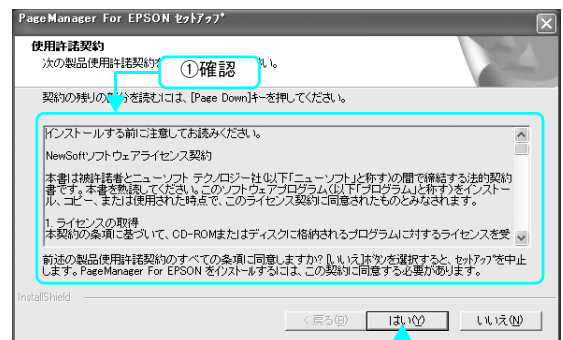 PageManager For EPSON ｾｯﾄｱｯﾌﾟ
使用許諾契約
次の製品使用許諾契約
い。
①確認
契約の残りの
分を読むには、[Page Down]キーを押してください。
インストールする前に注意してお読みください。
NewSoftソフトウェアライセンス契約
本書は被許諾者とニューソフト テクノロジー社(以下「ニューソフト」と称す)の間で締結する法的契約
書です。本書を熟読してください。このソフトウェアプログラム(以下「プログラム」と称す)をインストー
ル、コピー、または使用された時点で、このライセンス契約に同意されたものとみなされます。
1. ライセンスの取得
本契約の条項に基づいて、CD-ROMまたはディスクに格納されるプログラムに対するライセンスを受
前述の製品使用許諾契約のすべての条項に同意しますか? [いいえ]ﾎﾞﾀﾝを選択すると、ｾｯﾄｱｯﾌﾟを中止
します。PageManager For EPSON をｲﾝｽﾄｰﾙするには、この契約に同意する必要があります。
InstallShield
< 戻る(B)
はい(Y)
いいえ(N)